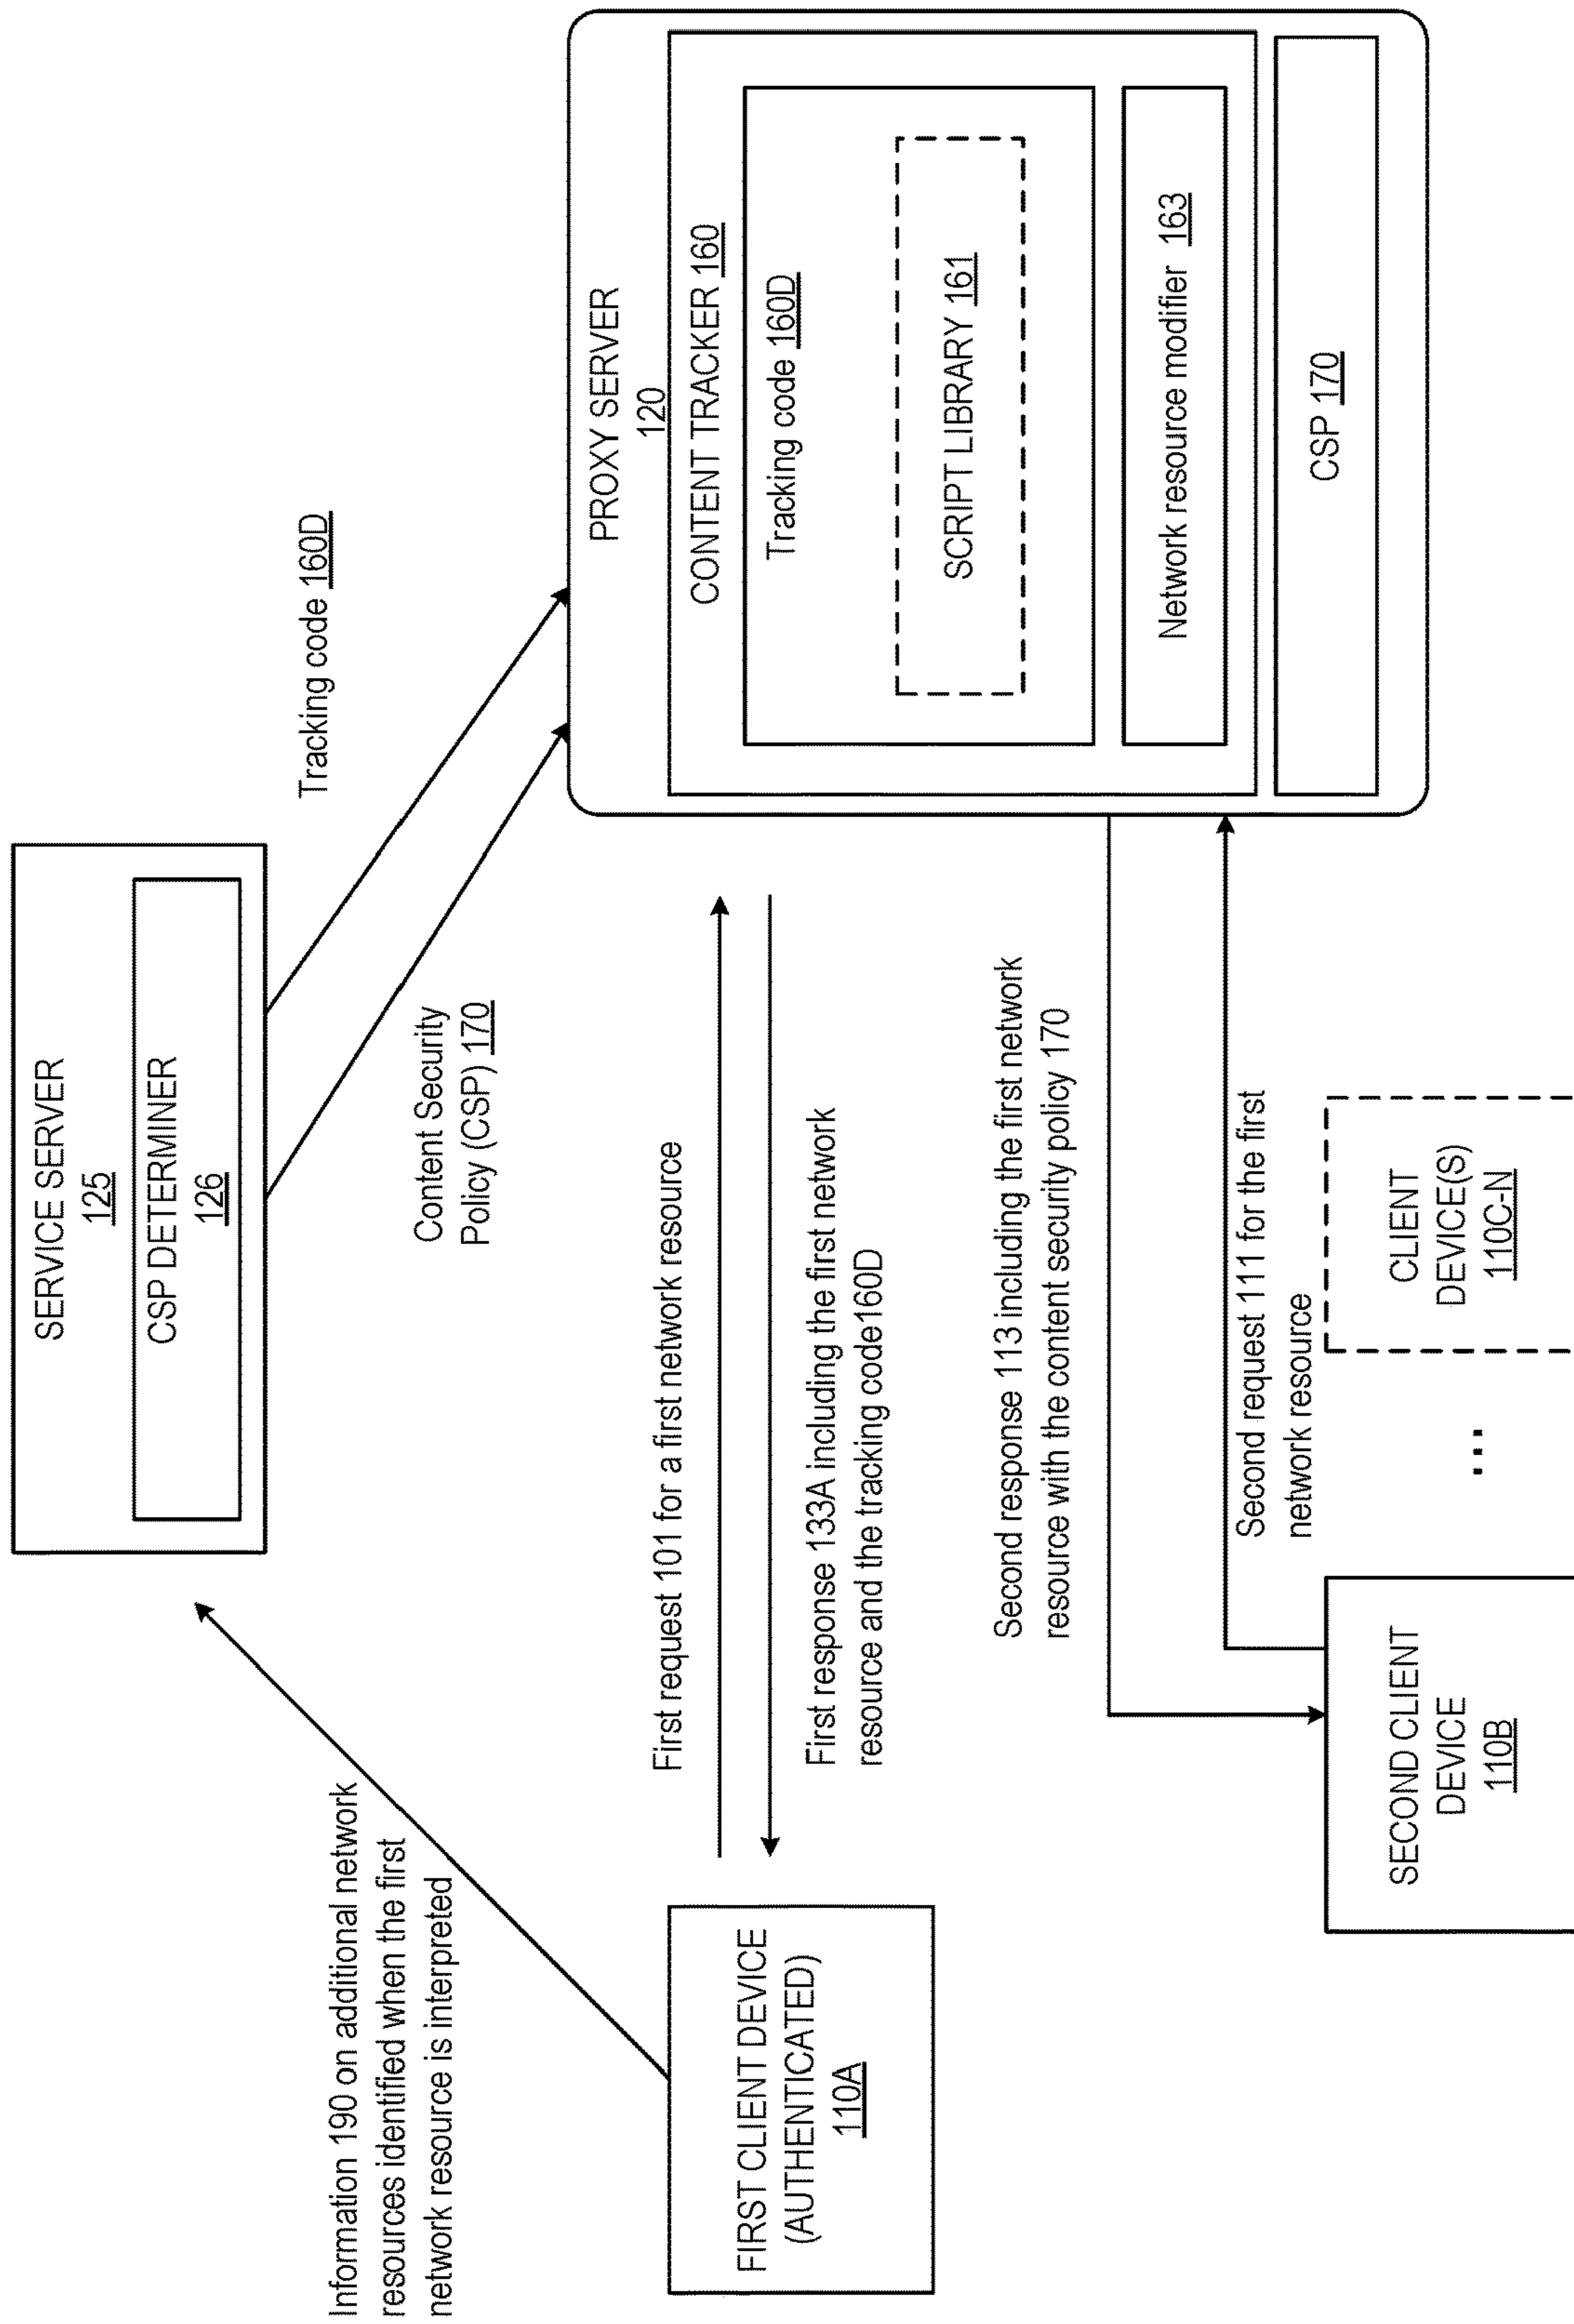 SERVICE SERVER
125
CSP DETERMINER
126
Tracking code 160D
Content Security
Policy (CSP) 170
Information 190 on additional network
resources identified when the first
network resource is interpreted
First request 101 for a first network resource
First response 133A including the first network
resource and the tracking code160D
FIRST CLIENT DEVICE
(AUTHENTICATED)
110A
PROXY SERVER
120
CONTENT TRACKER 160
Tracking code 160D
SCRIPT LIBRARY 161
Network resource modifier 163
CSP 170
Second response 113 including the first network
resource with the content security policy 170
Second request 111 for the first
network resource
SECOND CLIENT
DEVICE
110B
...
CLIENT
DEVICE(S)
110C-N